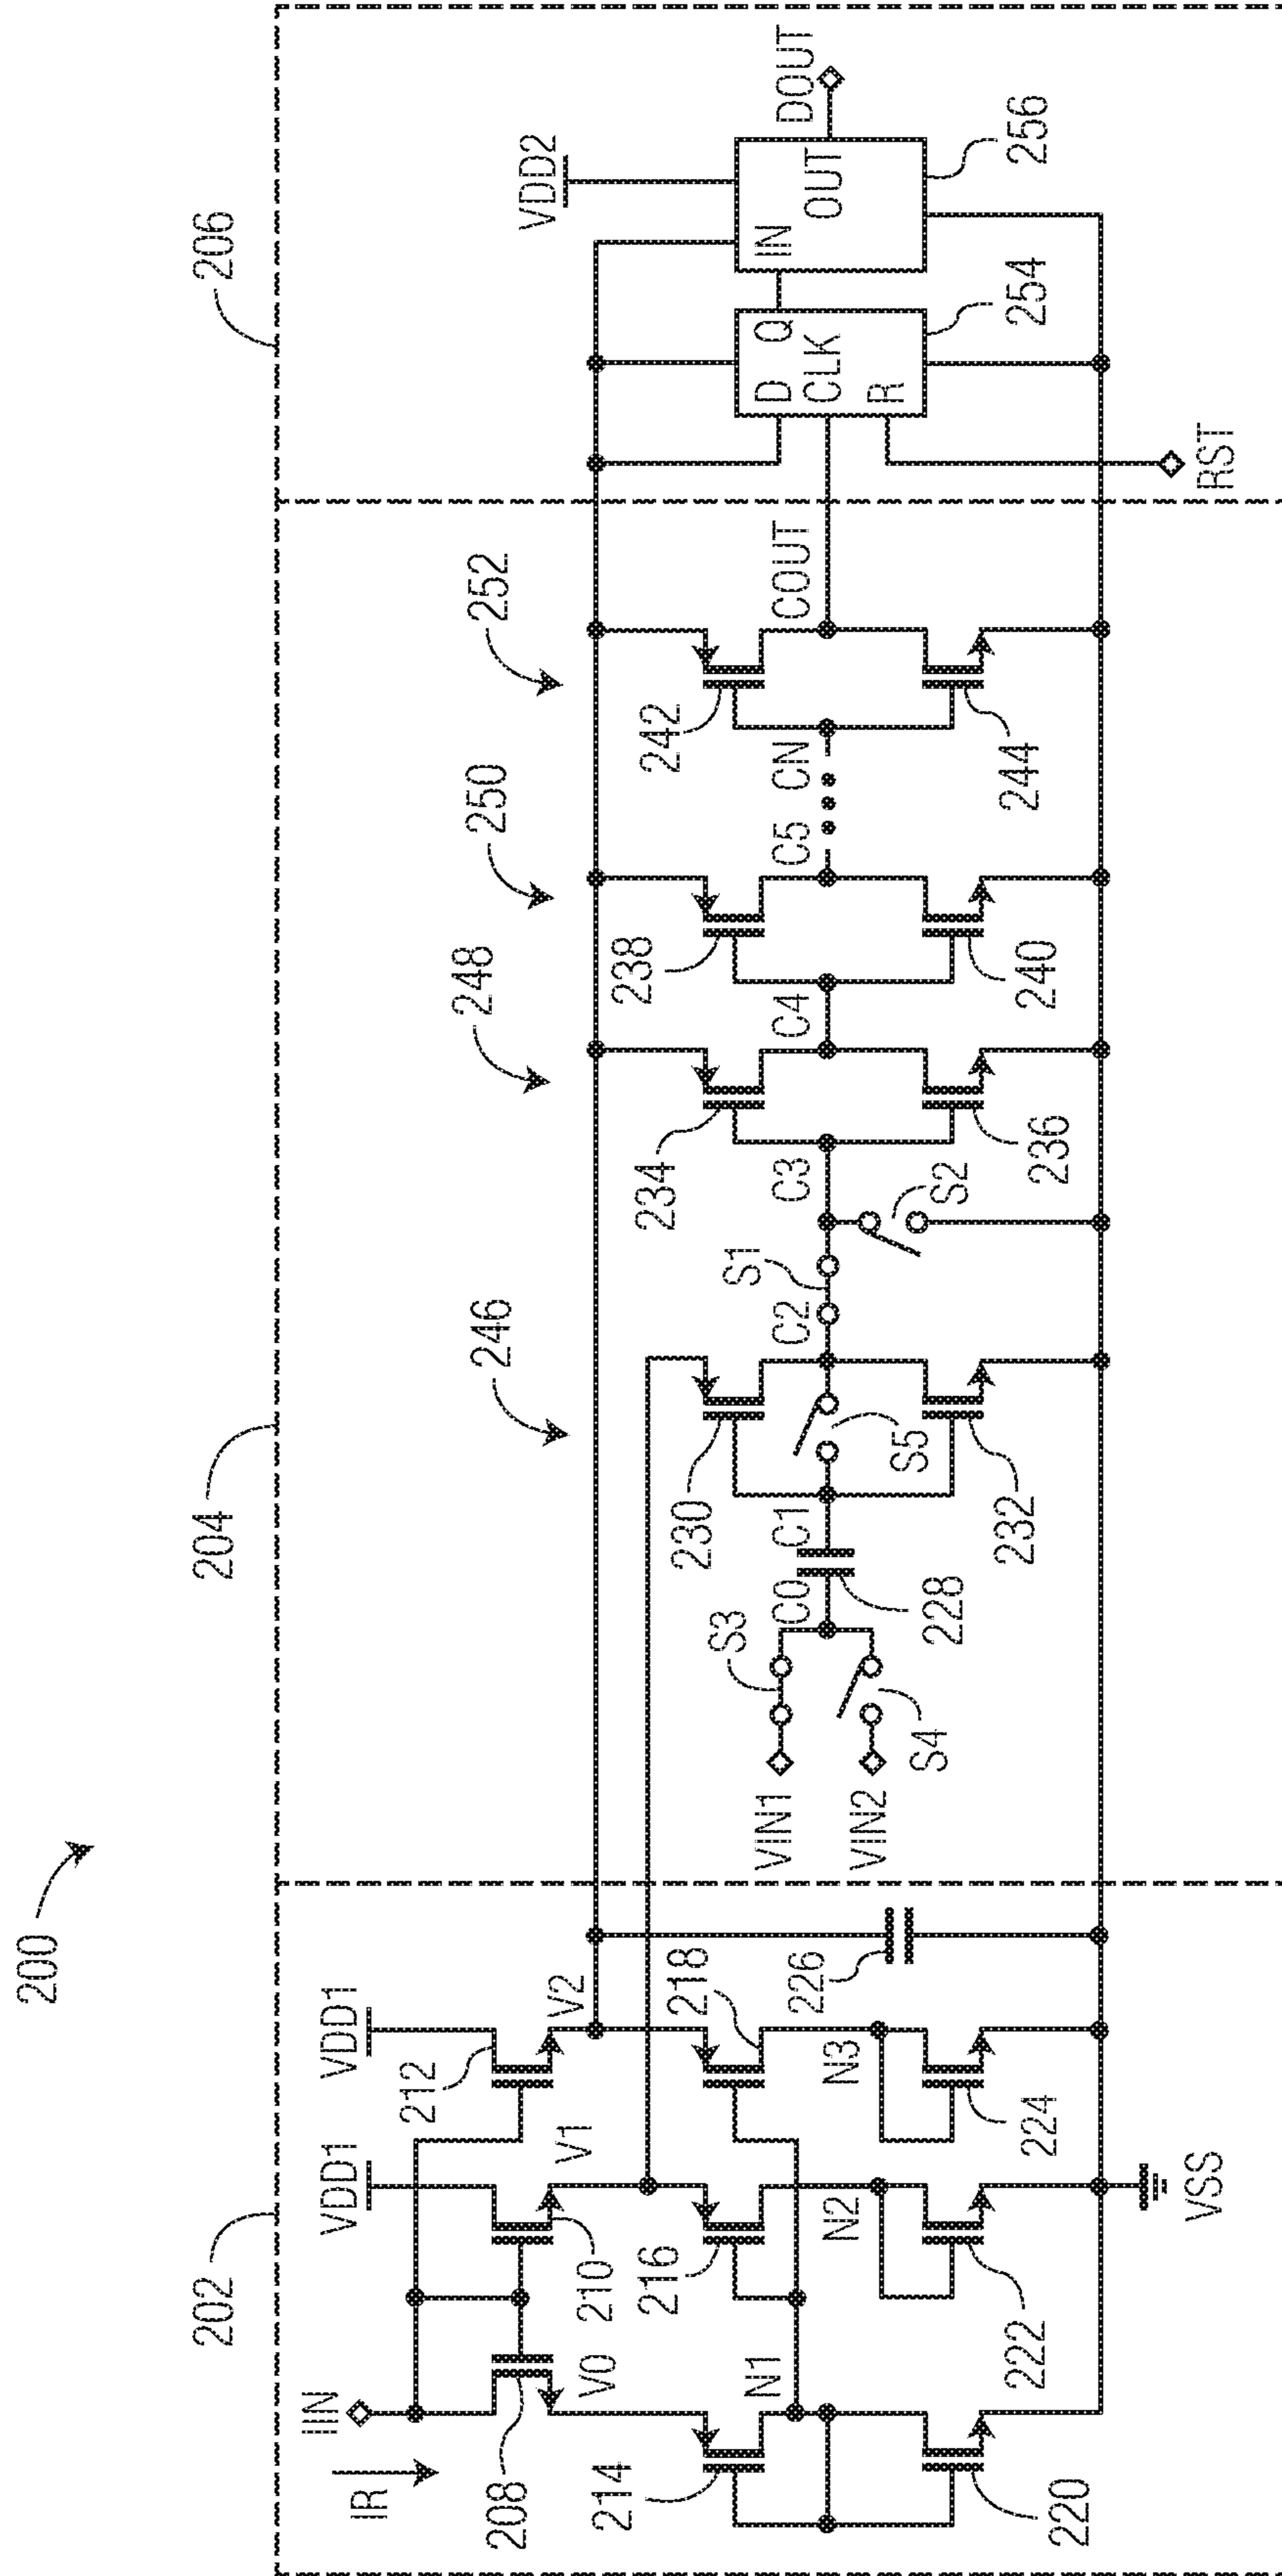 200
202
204
206
IIN
IR
VDD1
VDD1
208
210
212
V0
V1
V2
214
216
218
N1
N2
N3
220
222
224
226
VSS
VIN1
VIN2
S3
S4
C0
C1
228
246
230
S5
232
C2
S1
S2
C3
248
234
236
C4
250
238
240
C5
CN
252
242
244
COUT
D
Q
CLK
R
254
RST
VDD2
IN
OUT
256
DOUT